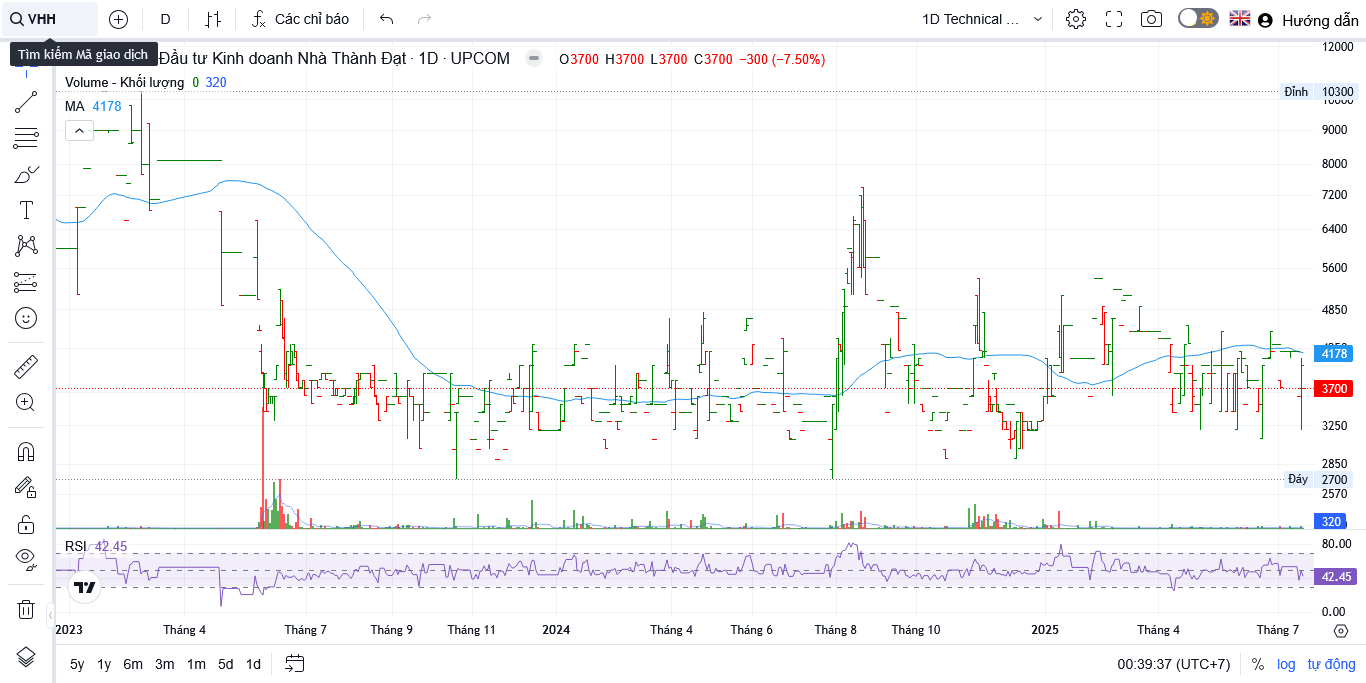 VHH
D
Các chỉ báo
1D Technical ...
Hướng dẫn
Tìm kiếm Mã giao dịch
Đầu tư Kinh doanh Nhà Thành Đạt · 1D · UPCOM
O3700 H3700 L3700 C3700 −300 (−7.50%)
Volume - Khối lượng 0 320
MA 4178
12000
Đỉnh 10300
9000
8000
7200
6400
5600
4850
4178
3700
3250
2850
Đáy 2700
2570
320
RSI 42.45
80.00
42.45
0.00
2023 Tháng 4 Tháng 7 Tháng 9 Tháng 11 2024 Tháng 4 Tháng 6 Tháng 8 Tháng 10 2025 Tháng 4 Tháng 7
5y 1y 6m 3m 1m 5d 1d
00:39:37 (UTC+7) % log tự động